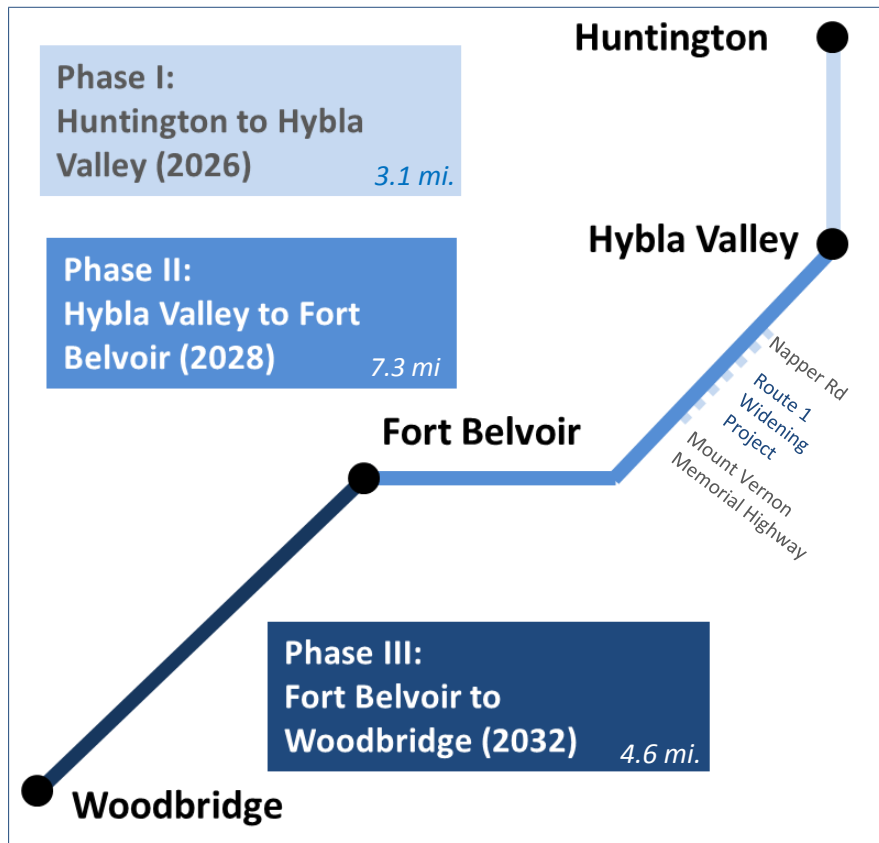 Huntington
Phase I:
Huntington to Hybla
Valley (2026)
3.1 mi.
Hybla Valley
Phase II:
Hybla Valley to Fort
Belvoir (2028)
7.3 mi
Napper Rd
Route 1
Widening
Project
Mount Vernon
Memorial Highway
Fort Belvoir
Phase III:
Fort Belvoir to
Woodbridge (2032)
4.6 mi.
Woodbridge